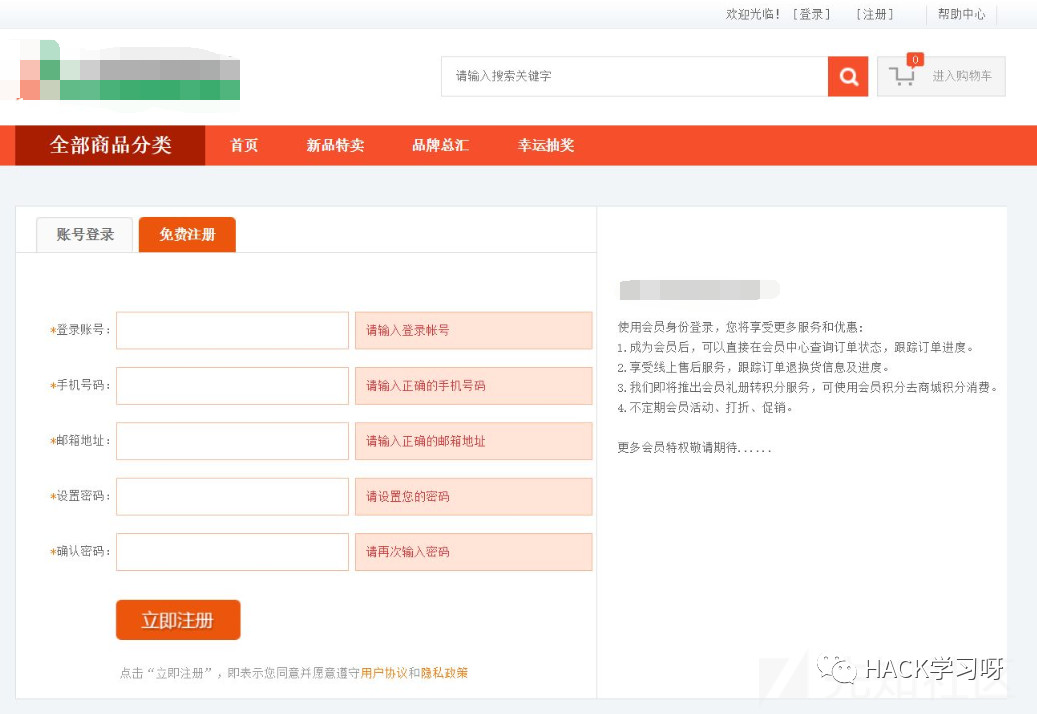 欢迎光临! [登录] [注册] 帮助中心
请输入搜索关键字
0 进入购物车
全部商品分类 首页 新品特卖 品牌总汇 幸运抽奖
账号登录 免费注册
*登录账号: 请输入登录帐号
*手机号码: 请输入正确的手机号码
*邮箱地址: 请输入正确的邮箱地址
*设置密码: 请设置您的密码
*确认密码: 请再次输入密码
立即注册
点击“立即注册”,即表示您同意并愿意遵守用户协议和隐私政策
使用会员身份登录,您将享受更多服务和优惠:
1.成为会员后,可以直接在会员中心查询订单状态,跟踪订单进度。
2.享受线上售后服务,跟踪订单退换货信息及进度。
3.我们即将推出会员礼册转积分服务,可使用会员积分去商城积分消费。
4.不定期会员活动、打折、促销。
更多会员特权敬请期待......
HACK学习呀